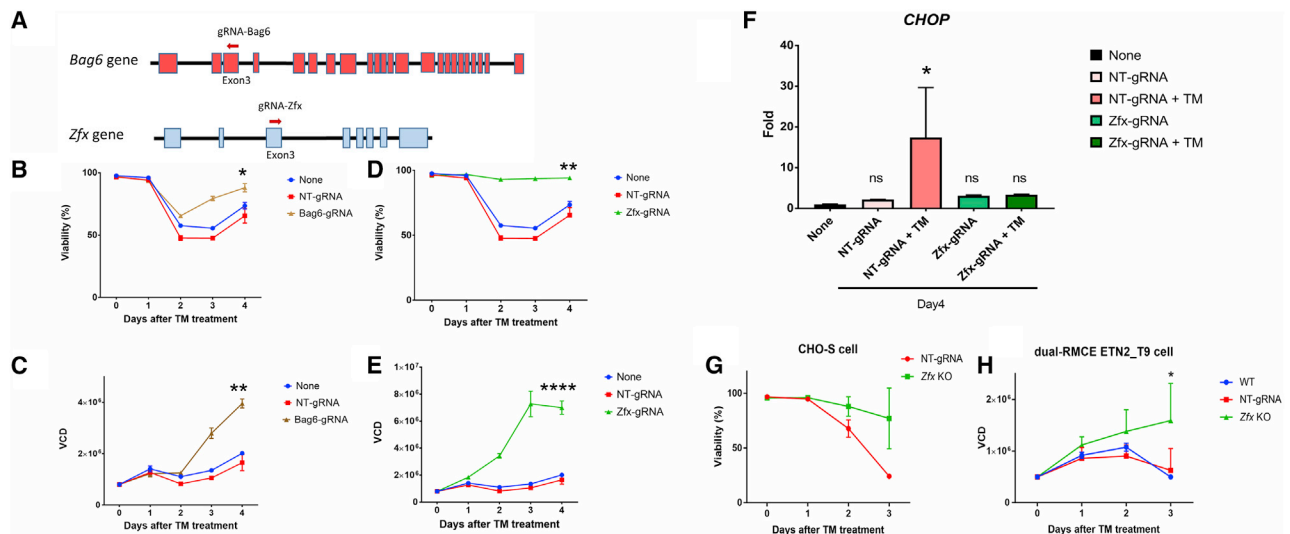 A
gRNA-Bag6
Bag6 gene
Exon3
gRNA-Zfx
Zfx gene
Exon3
B
100
50
0
Viability (%)
0 1 2 3 4
Days after TM treatment
*
None
NT-gRNA
Bag6-gRNA
D
100
50
0
Viability (%)
0 1 2 3 4
Days after TM treatment
**
None
NT-gRNA
Zfx-gRNA
C
4×10⁶
2×10⁶
0
VCD
0 1 2 3 4
Days after TM treatment
**
None
NT-gRNA
Bag6-gRNA
E
1×10⁷
8×10⁶
6×10⁶
4×10⁶
2×10⁶
0
VCD
0 1 2 3 4
Days after TM treatment
****
None
NT-gRNA
Zfx-gRNA
F
CHOP
40
30
20
10
0
Fold
ns
*
ns
ns
None
NT-gRNA
NT-gRNA + TM
Zfx-gRNA
Zfx-gRNA + TM
Day4
None
NT-gRNA
NT-gRNA + TM
Zfx-gRNA
Zfx-gRNA + TM
G
CHO-S cell
100
50
0
Viability (%)
0 1 2 3
Days after TM treatment
NT-gRNA
Zfx KO
H
dual-RMCE ETN2_T9 cell
2×10⁶
1×10⁶
0
VCD
0 1 2 3
Days after TM treatment
*
WT
NT-gRNA
Zfx KO